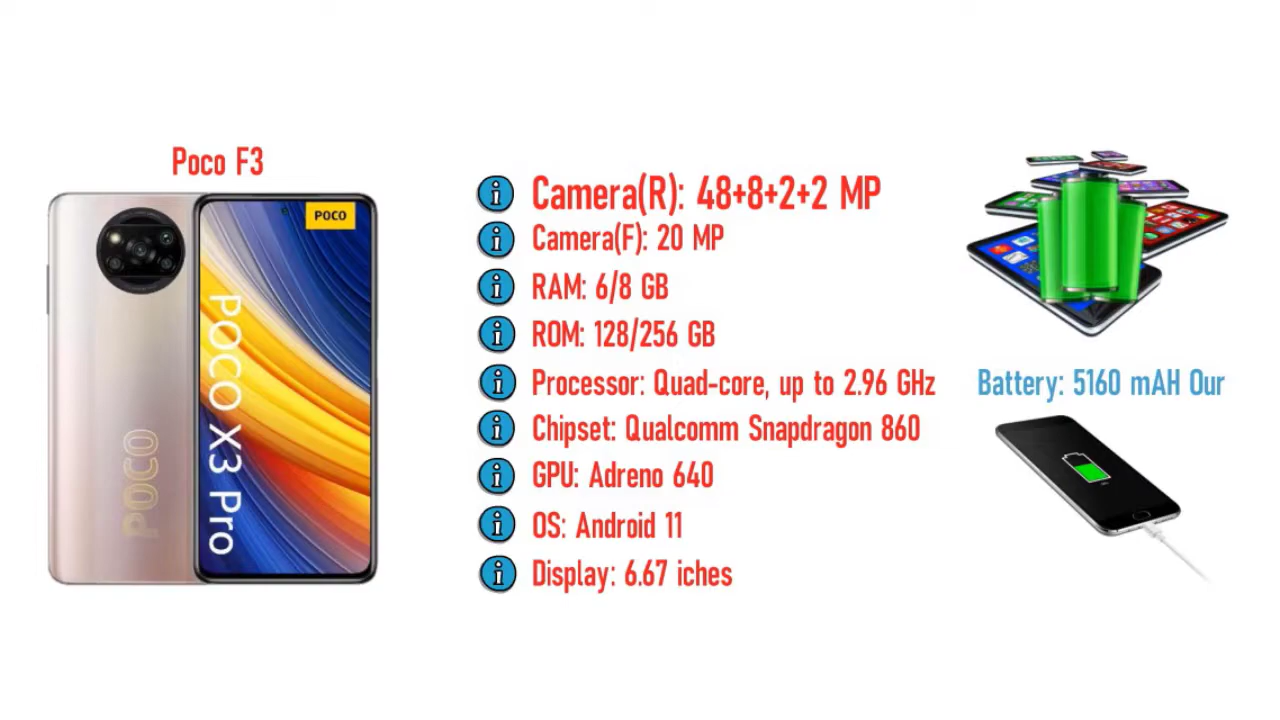 Poco F3
POCO
POCO X3 Pro
POCO
Camera(R): 48+8+2+2 MP
Camera(F): 20 MP
RAM: 6/8 GB
ROM: 128/256 GB
Processor: Quad-core, up to 2.96 GHz
Chipset: Qualcomm Snapdragon 860
GPU: Adreno 640
OS: Android 11
Display: 6.67 iches
Battery: 5160 mAH Our